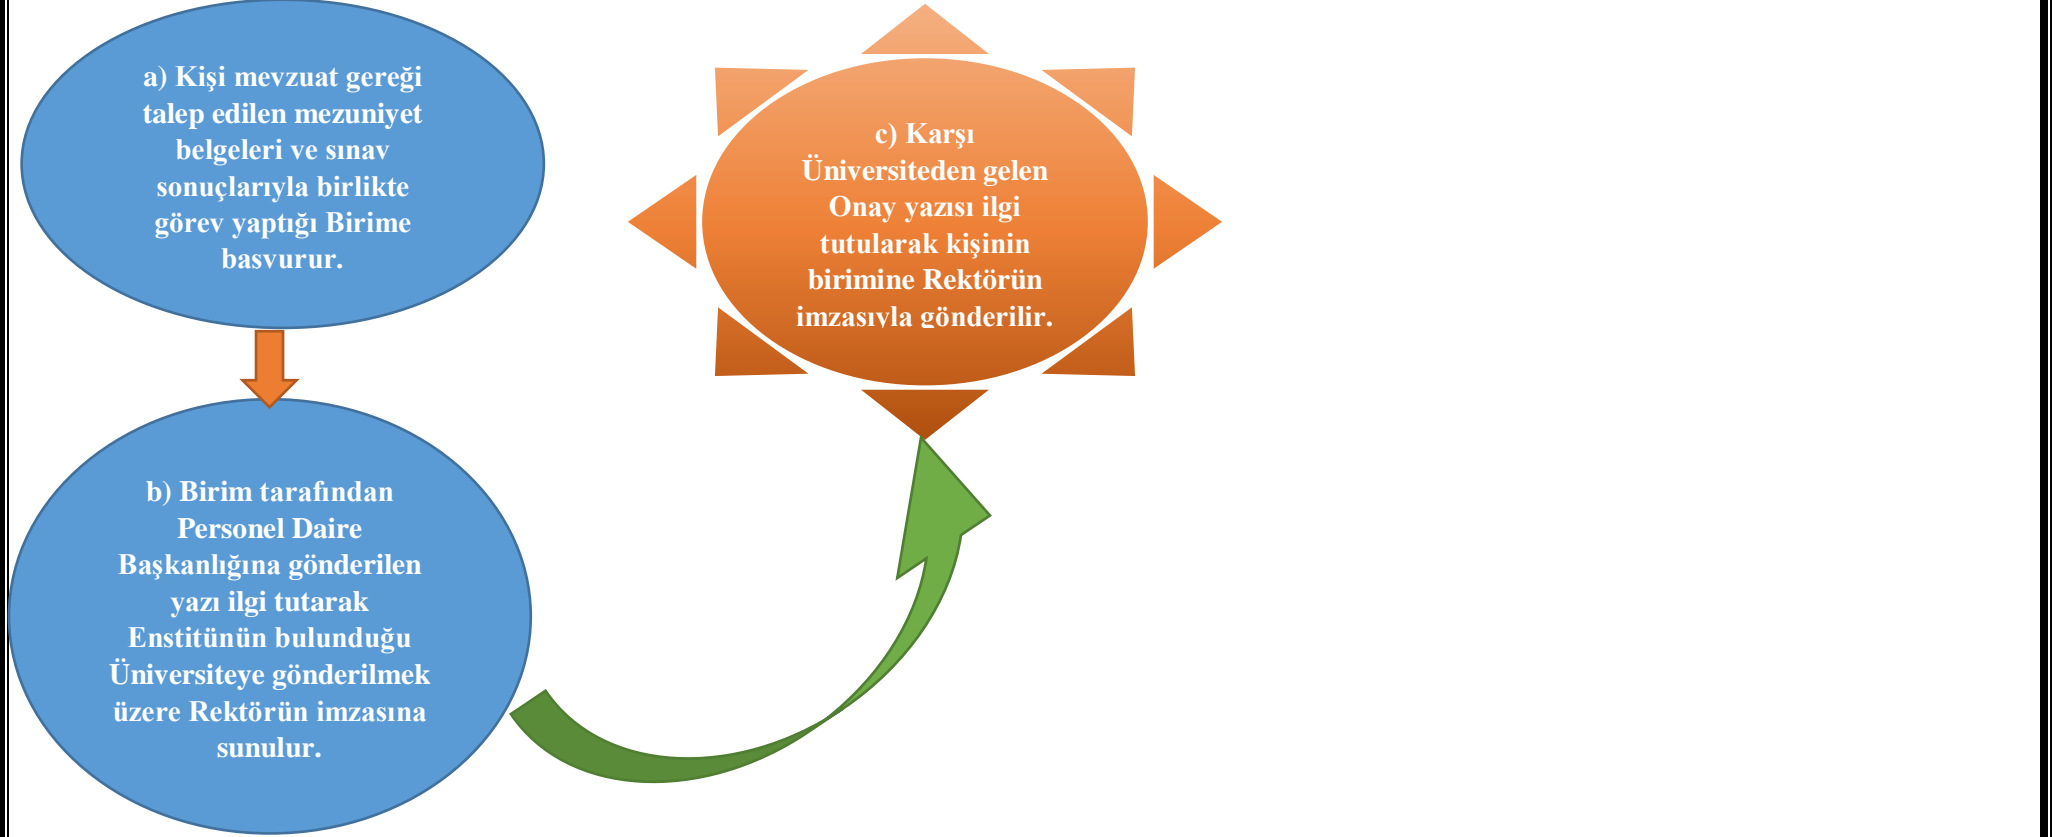 a) Kişi mevzuat gereği
talep edilen mezuniyet
belgeleri ve sınav
sonuçlarıyla birlikte
görev yaptığı Birime
basvurur.
b) Birim tarafından
Personel Daire
Başkanlığına gönderilen
yazı ilgi tutarak
Enstitünün bulunduğu
Üniversiteye gönderilmek
üzere Rektörün imzasına
sunulur.
c) Karşı
Üniversiteden gelen
Onay yazısı ilgi
tutularak kişinin
birimine Rektörün
imzasıyla gönderilir.